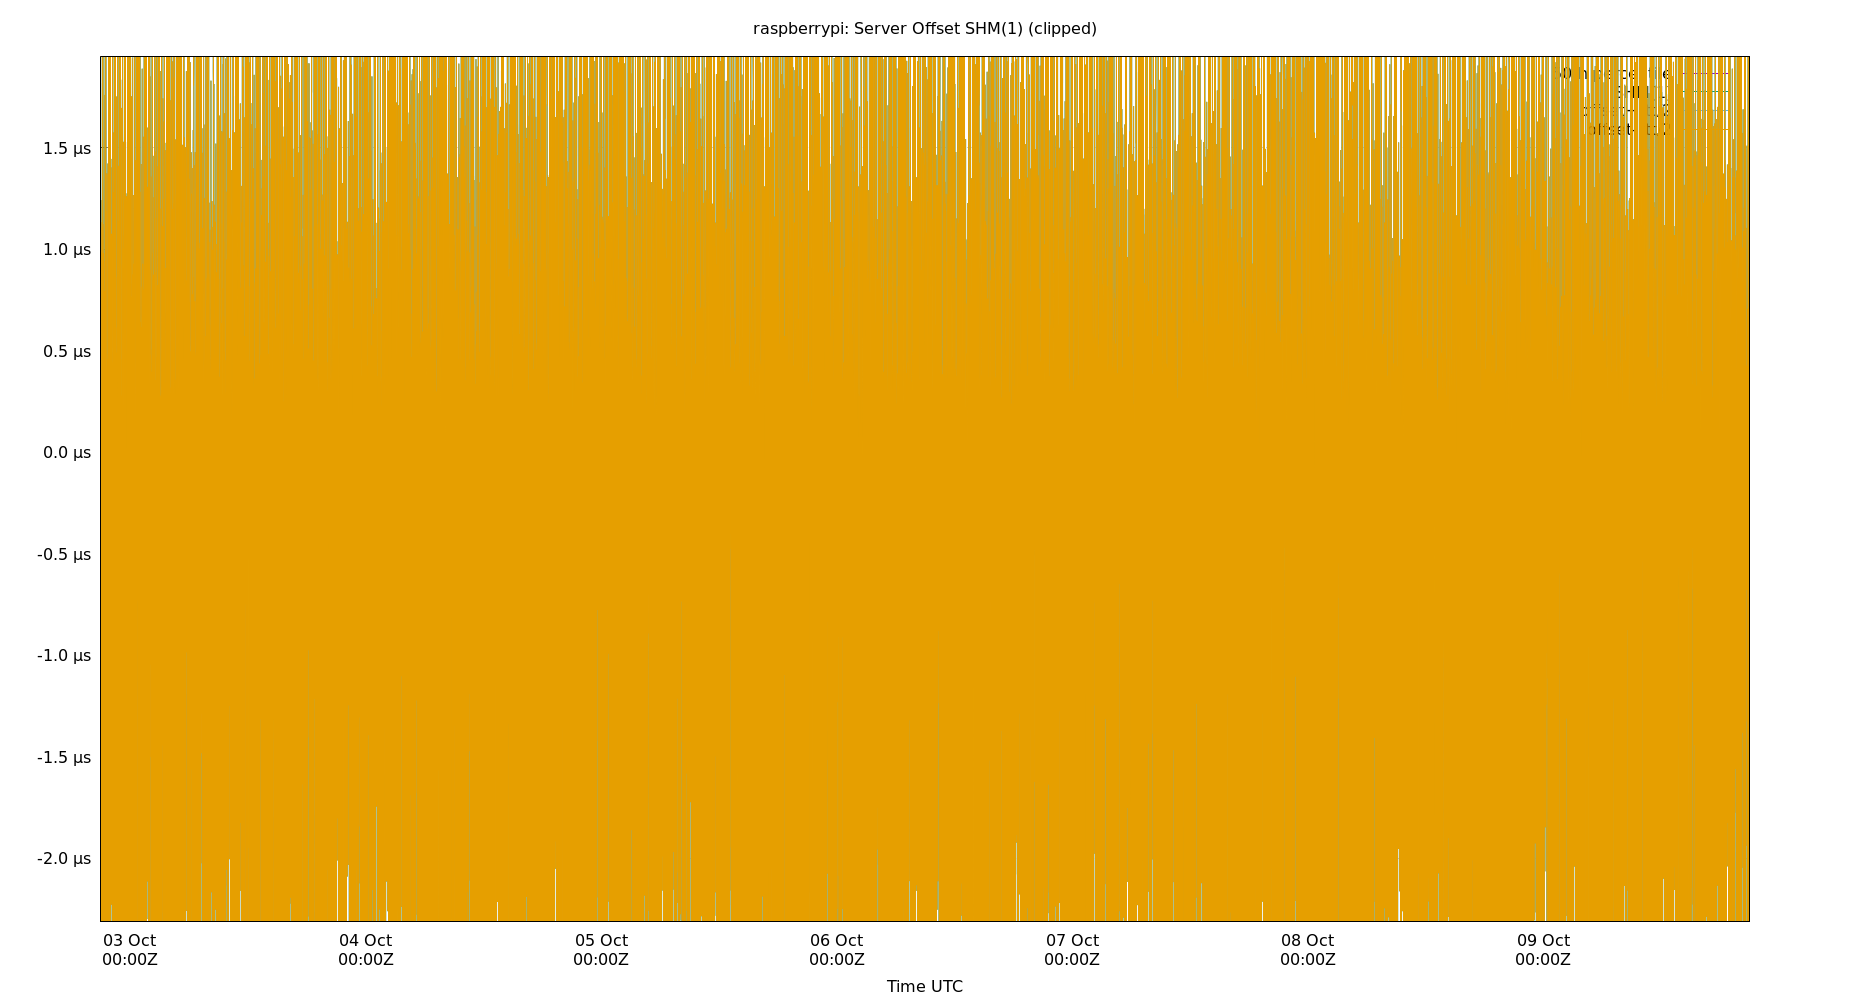 raspberrypi: Server Offset SHM(1) (clipped)
1.5 µs
1.0 µs
0.5 µs
0.0 µs
-0.5 µs
-1.0 µs
-1.5 µs
-2.0 µs
03 Oct 04 Oct 05 Oct 06 Oct 07 Oct 08 Oct 09 Oct
00:00Z 00:00Z 00:00Z 00:00Z 00:00Z 00:00Z 00:00Z
Time UTC